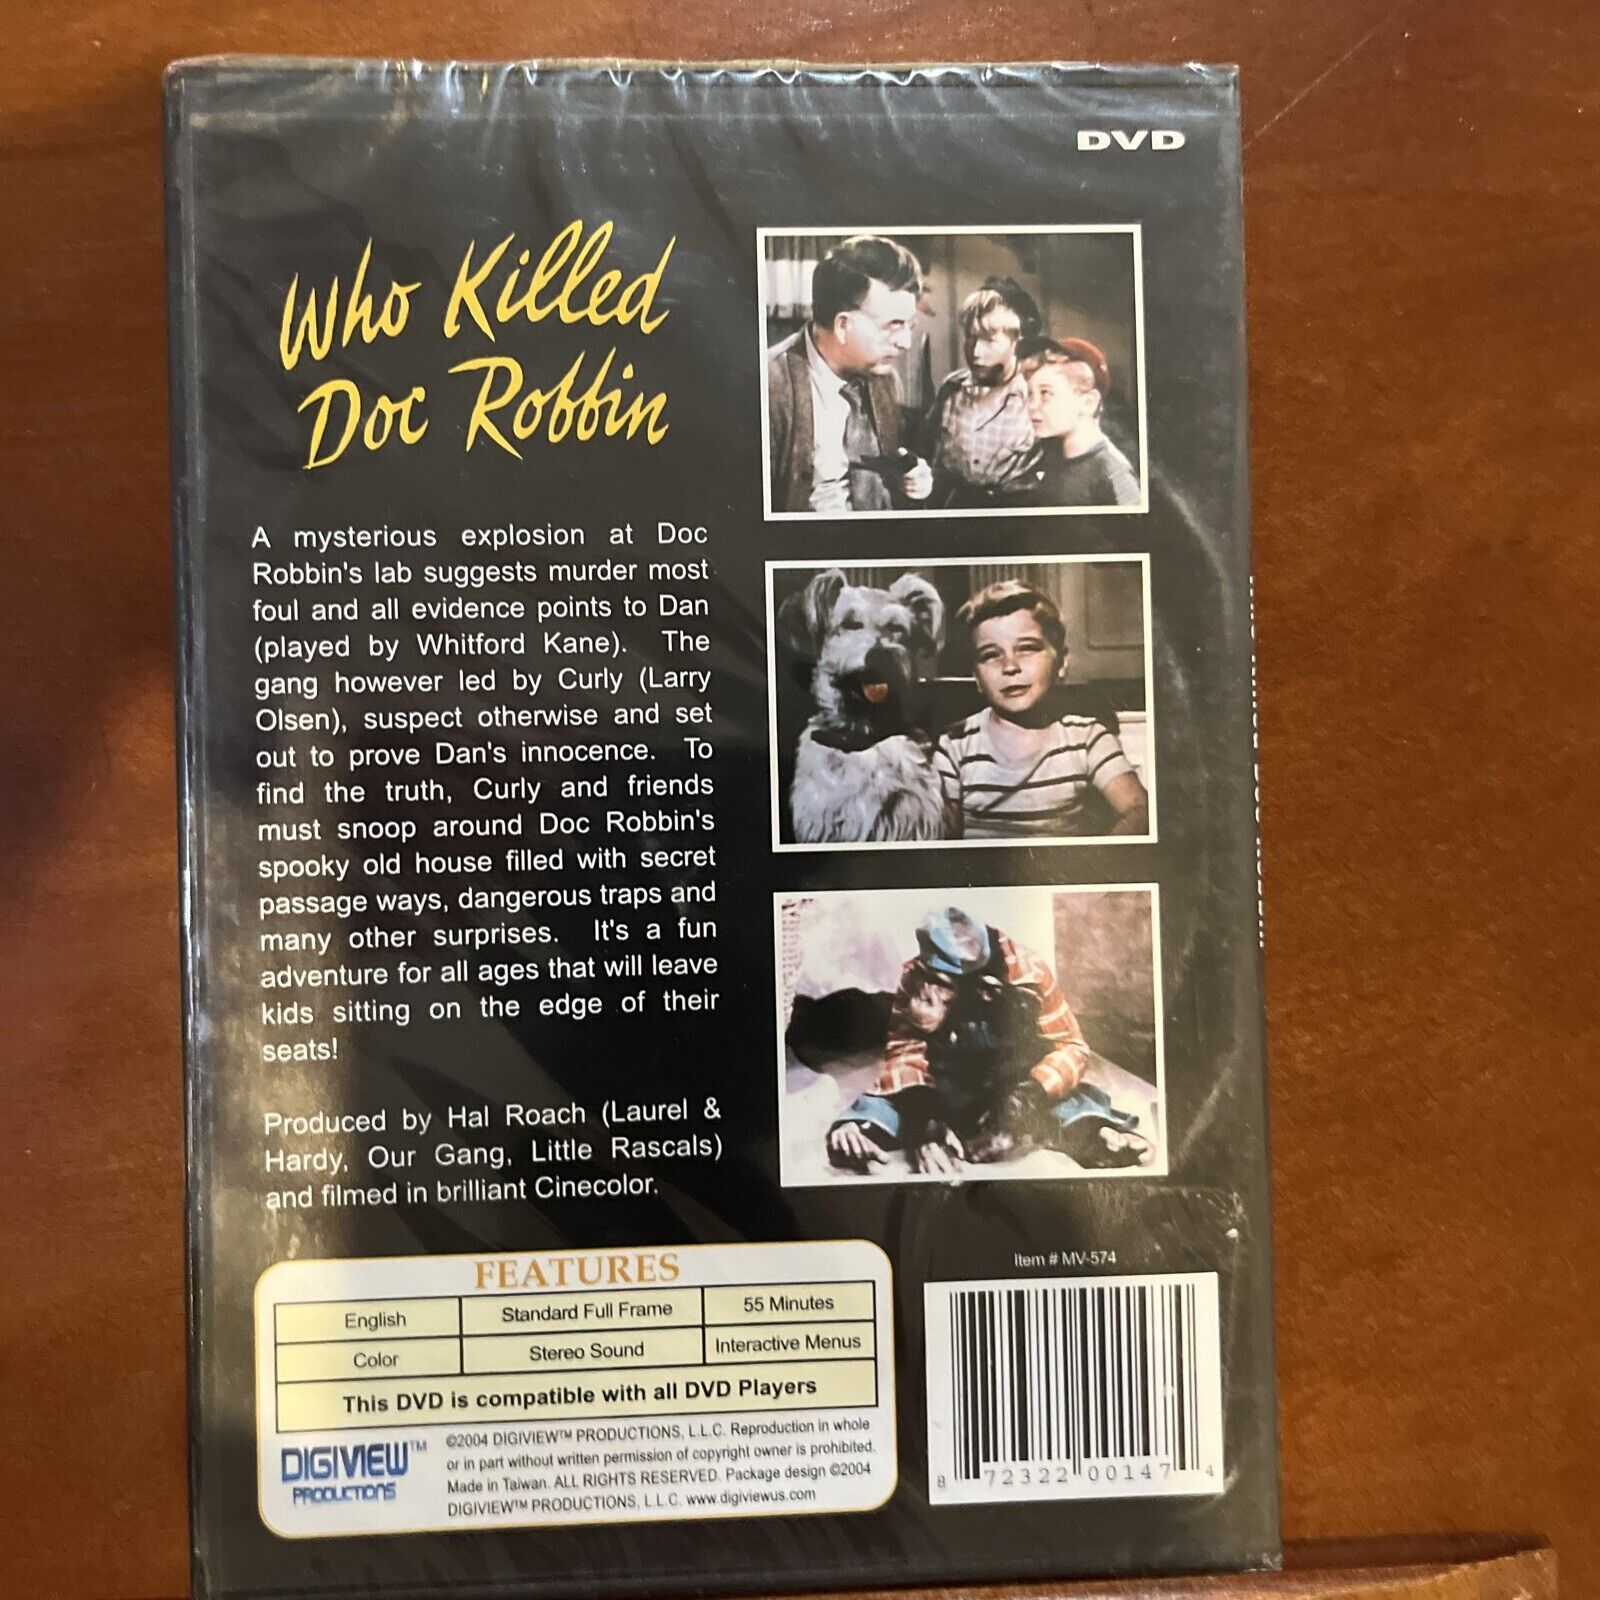 DVD
Who Killed
Doc Robbin
A mysterious explosion at Doc
Robbin's lab suggests murder most
foul and all evidence points to Dan
(played by Whitford Kane). The
gang however led by Curly (Larry
Olsen), suspect otherwise and set
out to prove Dan's innocence. To
find the truth, Curly and friends
must snoop around Doc Robbin's
spooky old house filled with secret
passage ways, dangerous traps and
many other surprises. It's a fun
adventure for all ages that will leave
kids sitting on the edge of their
seats!
Produced by Hal Roach (Laurel &
Hardy, Our Gang, Little Rascals)
and filmed in brilliant Cinecolor.
FEATURES
English Standard Full Frame 55 Minutes
Color Stereo Sound Interactive Menus
This DVD is compatible with all DVD Players
DIGIVIEW™
PRODUCTIONS
©2004 DIGIVIEW™ PRODUCTIONS, L.L.C. Reproduction in whole
or in part without written permission of copyright owner is prohibited.
Made in Taiwan. ALL RIGHTS RESERVED. Package design ©2004
DIGIVIEW™ PRODUCTIONS, L.L.C. www.digiviewus.com
Item # MV-574
8 72322 00147 4